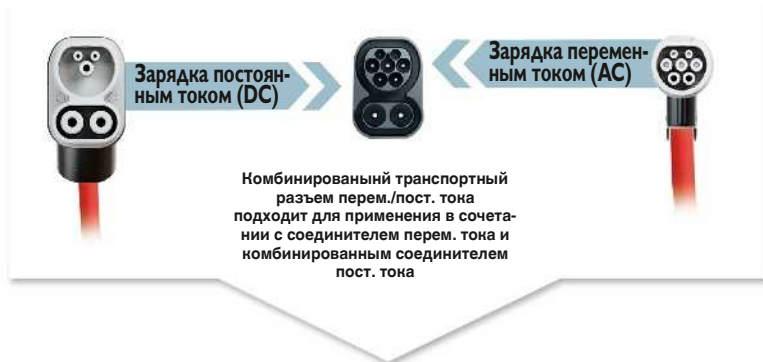 Зарядка постоян-
ным током (DC)
Зарядка перемен-
ным током (AC)
Комбинированынй транспортный
разъем перем./пост. тока
подходит для применения в сочета-
нии с соединителем перем. тока и
комбинированным соединителем
пост. тока